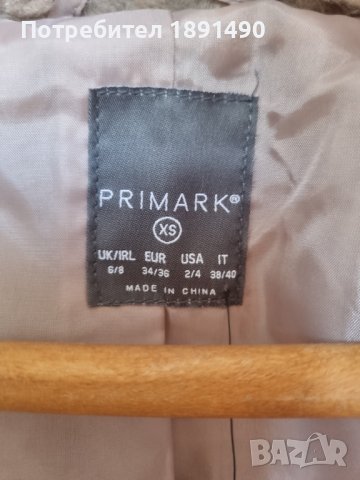 Потребител 1891490
PRIMARK®
XS
UK/IRL EUR USA IT
6/8 34/36 2/4 38/40
MADE IN CHINA
BAZAR